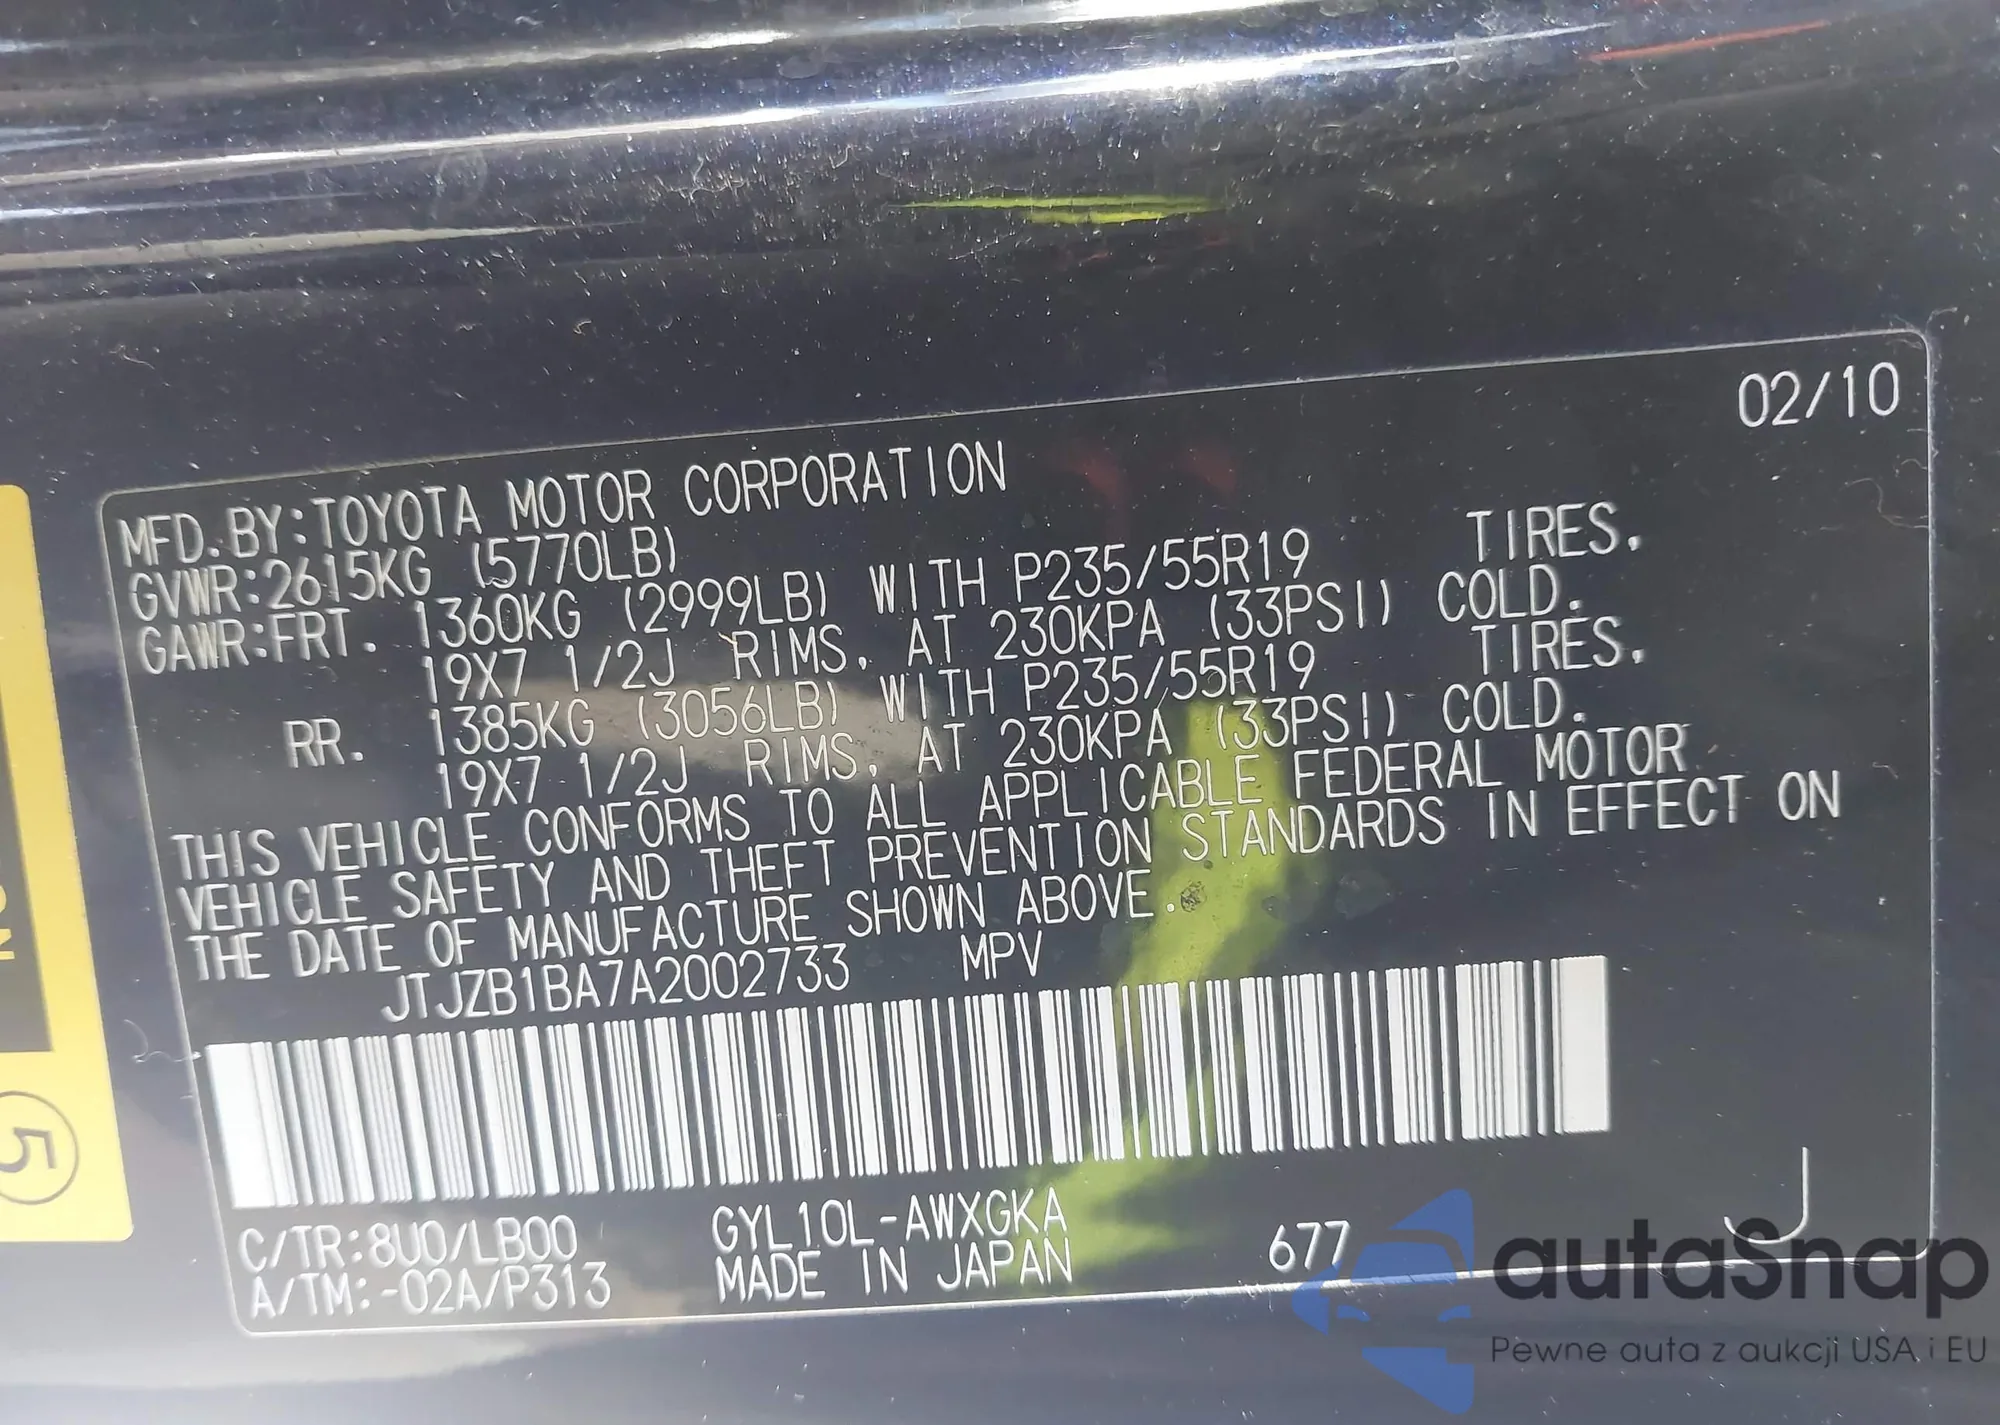 02/10
MFD.BY:TOYOTA MOTOR CORPORATION
GVWR:2615KG (5770LB)
GAWR:FRT. 1360KG (2999LB) WITH P235/55R19 TIRES.
19X7 1/2J RIMS, AT 230KPA (33PSI) COLD.
RR. 1385KG (3056LB) WITH P235/55R19 TIRES.
19X7 1/2J RIMS, AT 230KPA (33PSI) COLD.
THIS VEHICLE CONFORMS TO ALL APPLICABLE FEDERAL MOTOR
VEHICLE SAFETY AND THEFT PREVENTION STANDARDS IN EFFECT ON
THE DATE OF MANUFACTURE SHOWN ABOVE.
JTJZB1BA7A2002733 MPV
C/TR:8U0/LB00 GYL10L-AWXGKA
A/TM:-02A/P313 MADE IN JAPAN 677 J
5
autaSnap
Pewne auta z aukcji USA i EU